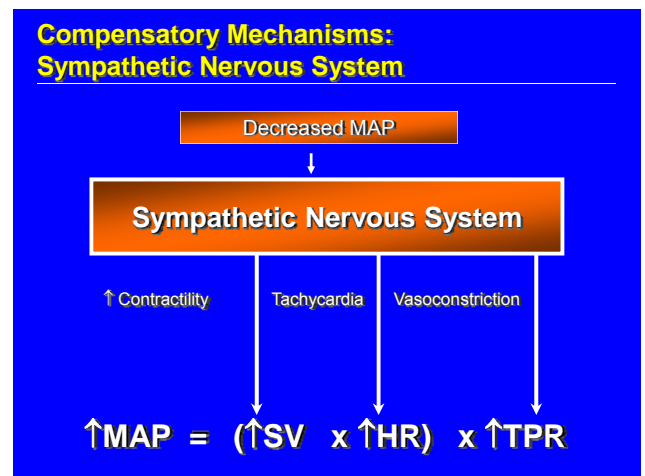 Compensatory Mechanisms:
Sympathetic Nervous System
Decreased MAP
Sympathetic Nervous System
↑ Contractility Tachycardia Vasoconstriction
↑MAP = (↑SV x ↑HR) x ↑TPR